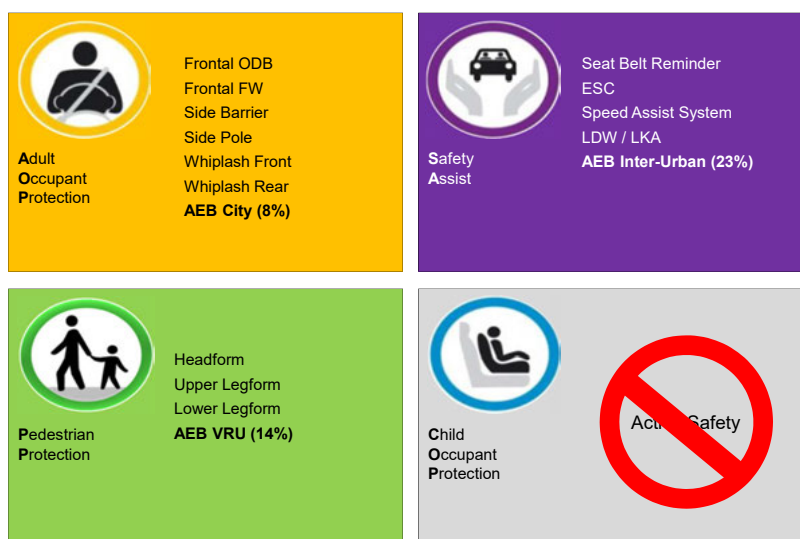 Adult
Occupant
Protection
Frontal ODB
Frontal FW
Side Barrier
Side Pole
Whiplash Front
Whiplash Rear
AEB City (8%)
Safety
Assist
Seat Belt Reminder
ESC
Speed Assist System
LDW / LKA
AEB Inter-Urban (23%)
Pedestrian
Protection
Headform
Upper Legform
Lower Legform
AEB VRU (14%)
Child
Occupant
Protection
Active Safety